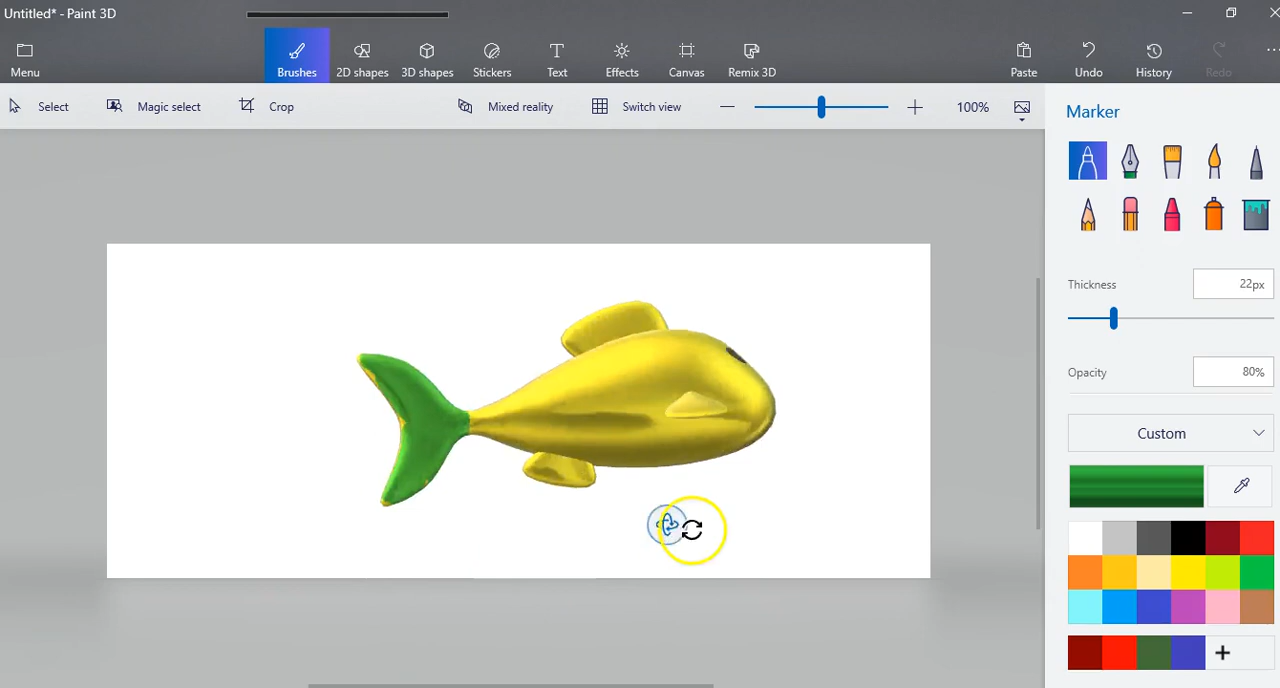 Untitled* - Paint 3D
Menu Brushes 2D shapes 3D shapes Stickers Text Effects Canvas Remix 3D Paste Undo History Redo
Select Magic select Crop Mixed reality Switch view 100%
Marker
Thickness 22px
Opacity 80%
Custom